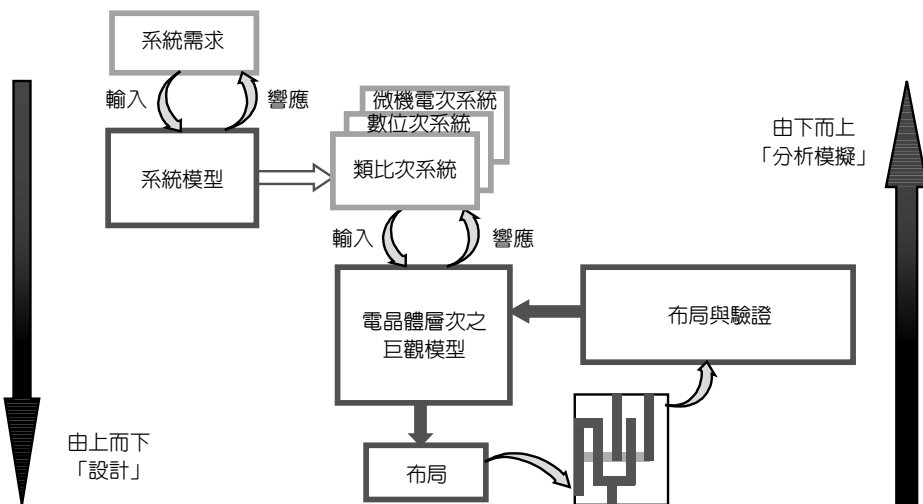 系統需求
輸入
響應
系統模型
微機電次系統
數位次系統
類比次系統
輸入
響應
電晶體層次之
巨觀模型
布局與驗證
布局
由上而下
「設計」
由下而上
「分析模擬」